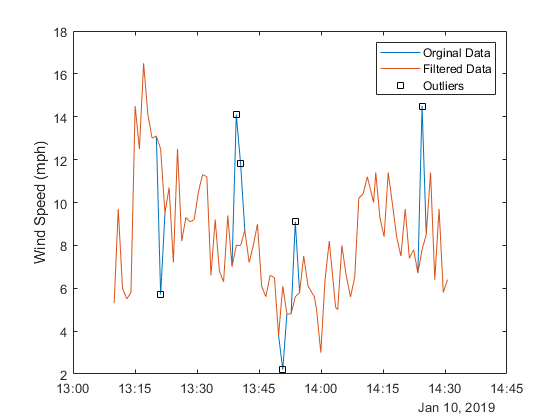 18
16
14
12
10
8
6
4
2
Wind Speed (mph)
Orginal Data
Filtered Data
Outliers
13:00 13:15 13:30 13:45 14:00 14:15 14:30 14:45
Jan 10, 2019